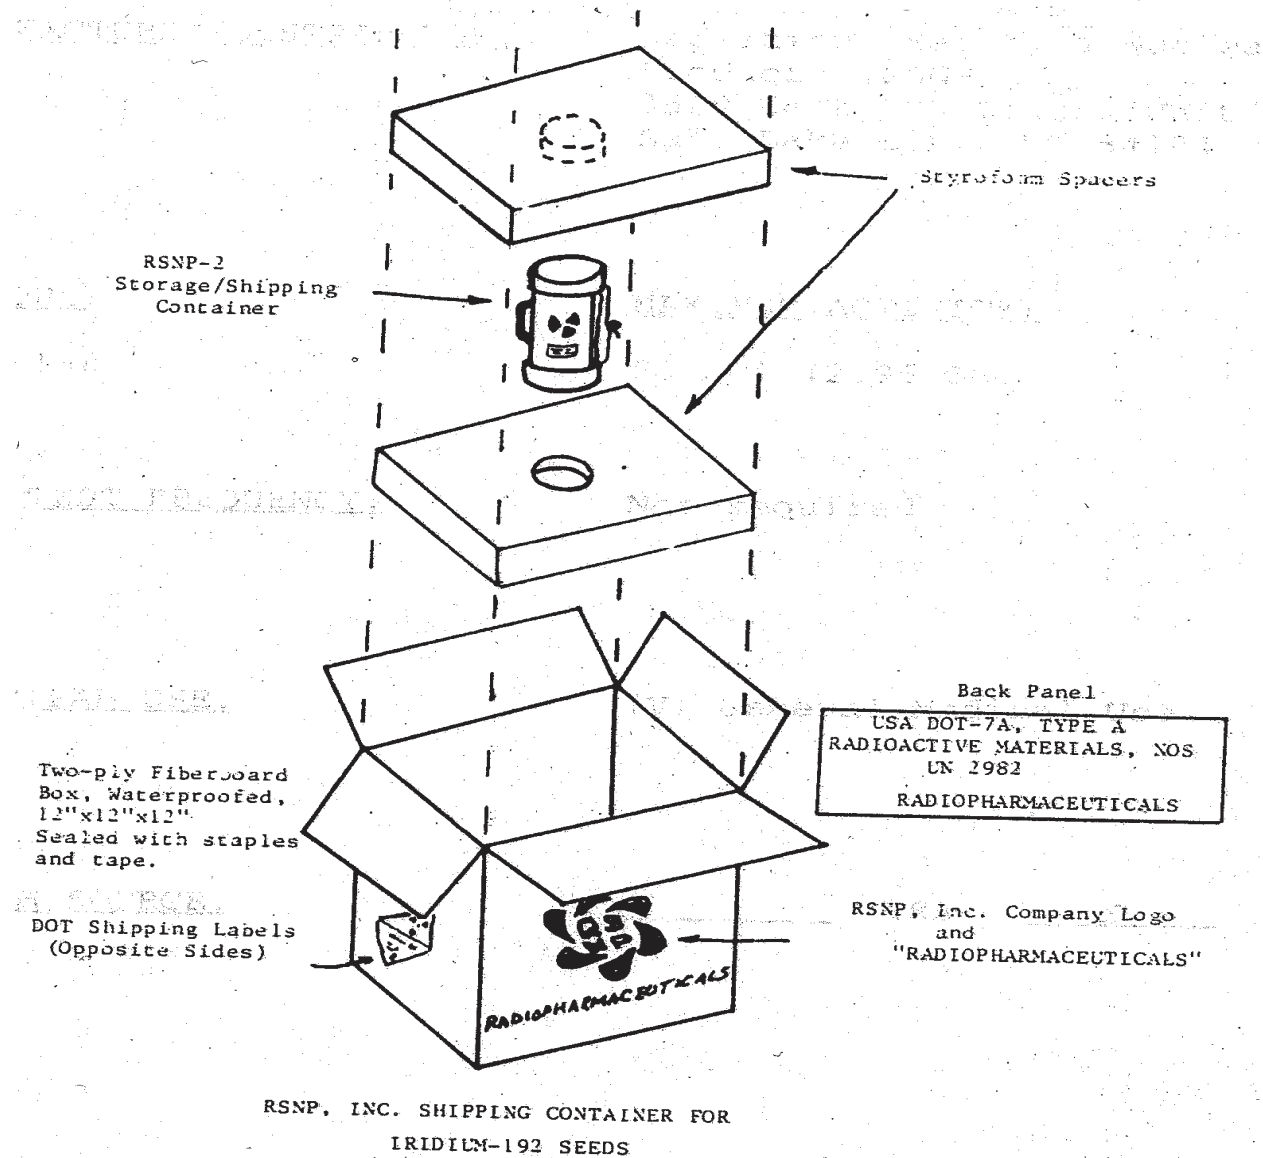 Styrofoam Spacers
RSNP-2
Storage/Shipping
Container
Back Panel
USA DOT-7A, TYPE A
RADIOACTIVE MATERIALS, NOS
UN 2982
RADIOPHARMACEUTICALS
Two-ply Fiberboard
Box, Waterproofed,
12"x12"x12"
Sealed with staples
and tape.
DOT Shipping Labels
(Opposite Sides)
RSNP, Inc. Company Logo
and
"RADIOPHARMACEUTICALS"
RADIOPHARMACEUTICALS
RSNP, INC. SHIPPING CONTAINER FOR
IRIDIUM-192 SEEDS